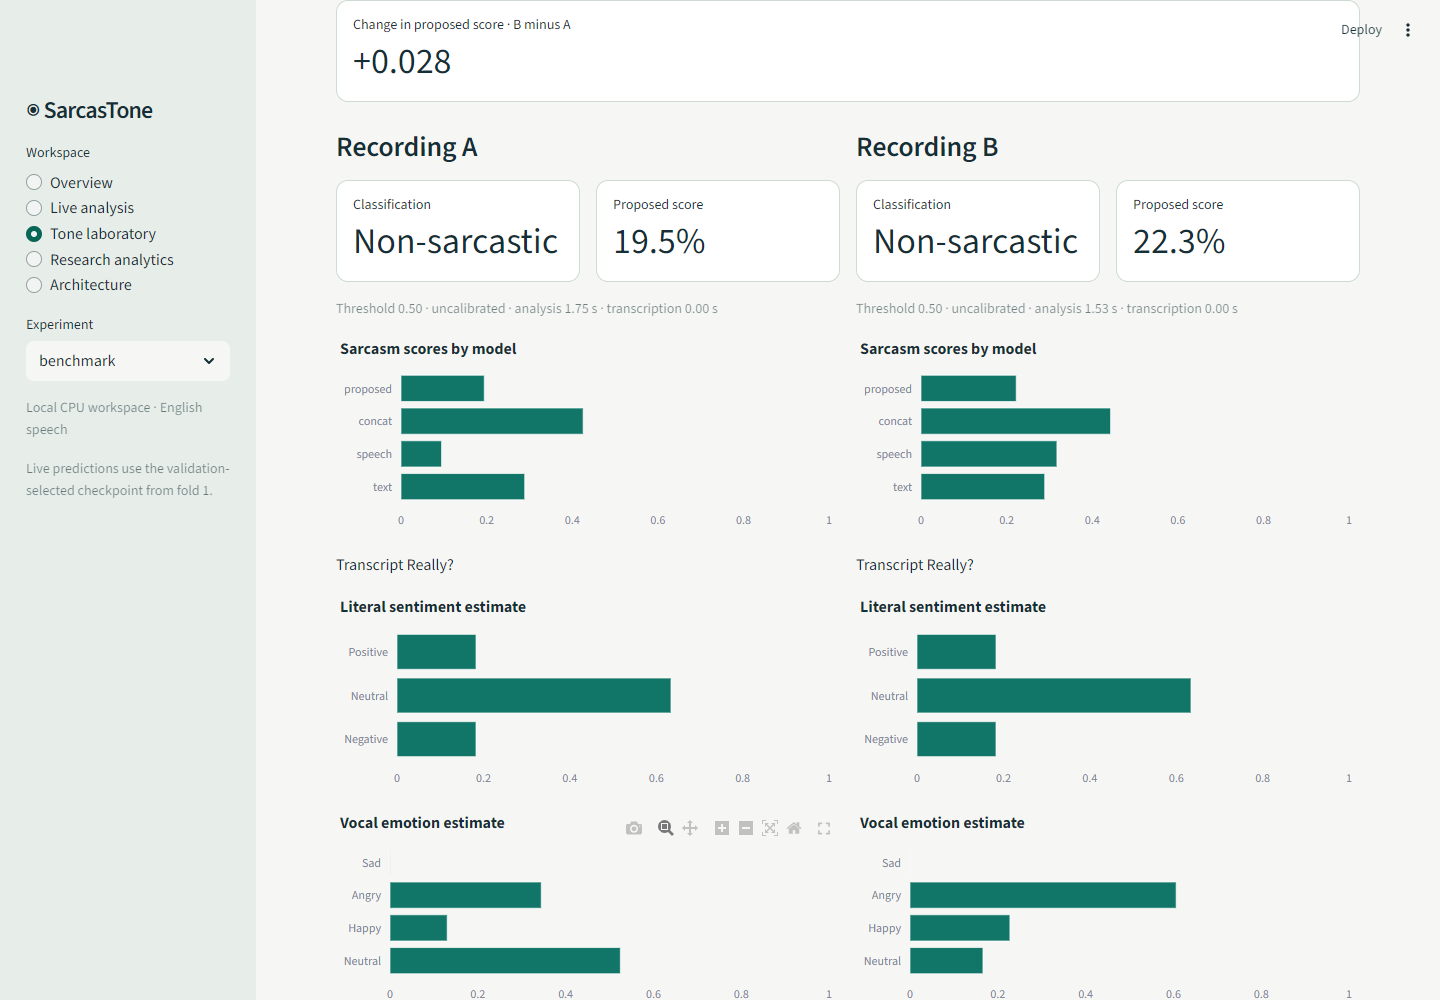 Change in proposed score · B minus A
+0.028
Deploy
SarcasTone
Workspace
Overview
Live analysis
Tone laboratory
Research analytics
Architecture
Experiment
benchmark
Local CPU workspace · English
speech
Live predictions use the validation-
selected checkpoint from fold 1.
Recording A
Classification
Non-sarcastic
Proposed score
19.5%
Threshold 0.50 · uncalibrated · analysis 1.75 s · transcription 0.00 s
Sarcasm scores by model
proposed
concat
speech
text
0 0.2 0.4 0.6 0.8 1
Transcript Really?
Literal sentiment estimate
Positive
Neutral
Negative
0 0.2 0.4 0.6 0.8 1
Vocal emotion estimate
Sad
Angry
Happy
Neutral
0 0.2 0.4 0.6 0.8 1
Recording B
Classification
Non-sarcastic
Proposed score
22.3%
Threshold 0.50 · uncalibrated · analysis 1.53 s · transcription 0.00 s
Sarcasm scores by model
proposed
concat
speech
text
0 0.2 0.4 0.6 0.8 1
Transcript Really?
Literal sentiment estimate
Positive
Neutral
Negative
0 0.2 0.4 0.6 0.8 1
Vocal emotion estimate
Sad
Angry
Happy
Neutral
0 0.2 0.4 0.6 0.8 1